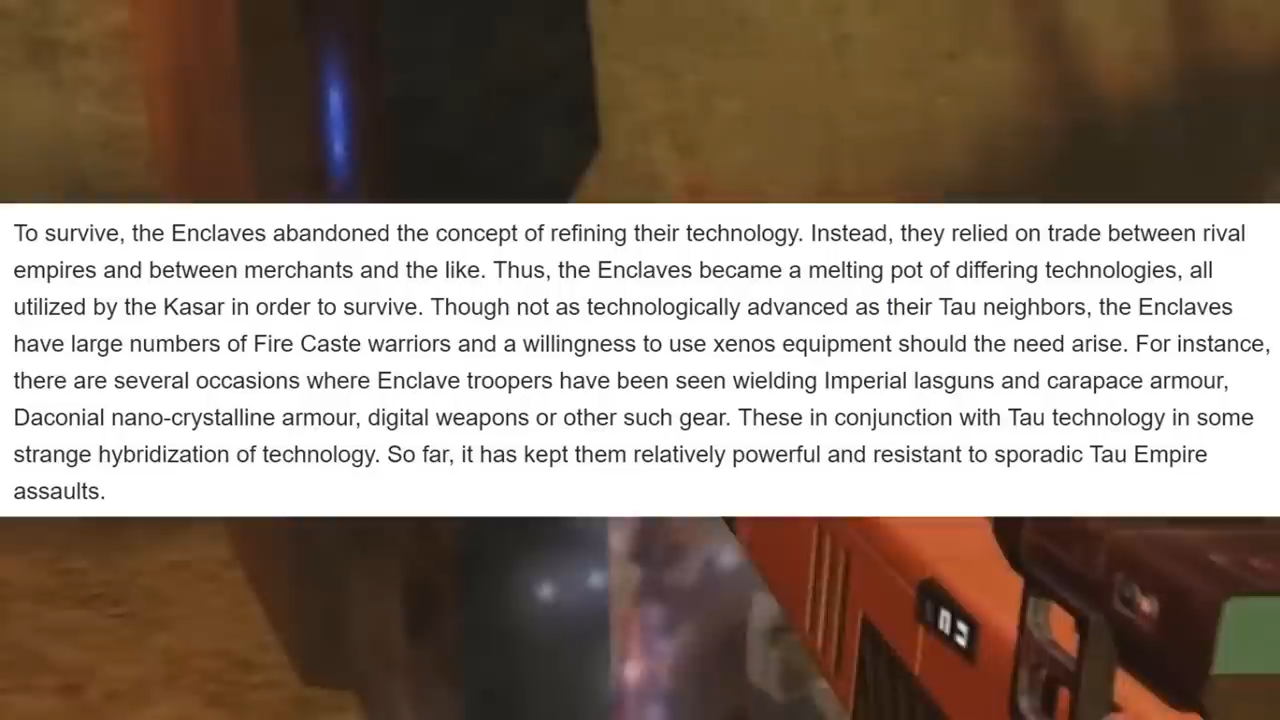 To survive, the Enclaves abandoned the concept of refining their technology. Instead, they relied on trade between rival
empires and between merchants and the like. Thus, the Enclaves became a melting pot of differing technologies, all
utilized by the Kasar in order to survive. Though not as technologically advanced as their Tau neighbors, the Enclaves
have large numbers of Fire Caste warriors and a willingness to use xenos equipment should the need arise. For instance,
there are several occasions where Enclave troopers have been seen wielding Imperial lasguns and carapace armour,
Daconial nano-crystalline armour, digital weapons or other such gear. These in conjunction with Tau technology in some
strange hybridization of technology. So far, it has kept them relatively powerful and resistant to sporadic Tau Empire
assaults.